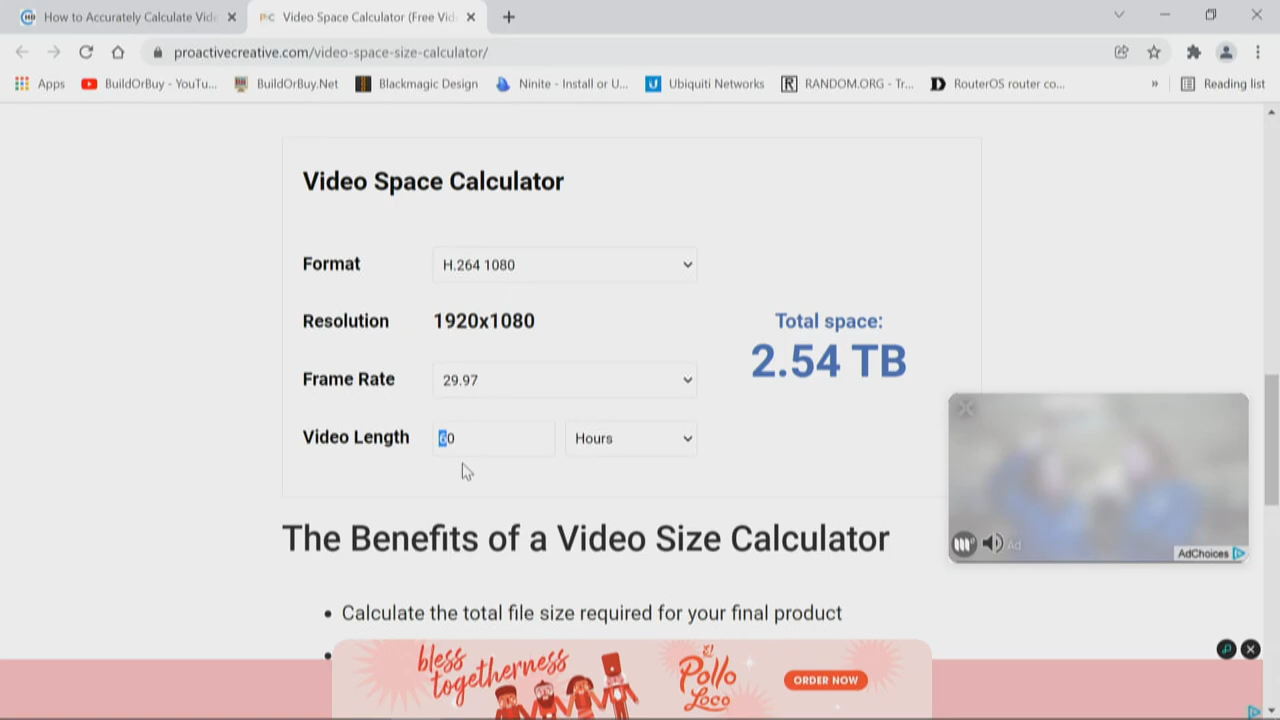 How to Accurately Calculate Vid
Video Space Calculator (Free Vid
proactivecreative.com/video-space-size-calculator/
Apps
BuildOrBuy - YouTu...
BuildOrBuy.Net
Blackmagic Design
Ninite - Install or U...
Ubiquiti Networks
RANDOM.ORG - Tr...
RouterOS router co...
»
Reading list
Video Space Calculator
Format
H.264 1080
Resolution
1920x1080
Total space:
2.54 TB
Frame Rate
29.97
Video Length
60
Hours
Ad
AdChoices
The Benefits of a Video Size Calculator
• Calculate the total file size required for your final product
bless
togetherness
El
Pollo
Loco
ORDER NOW